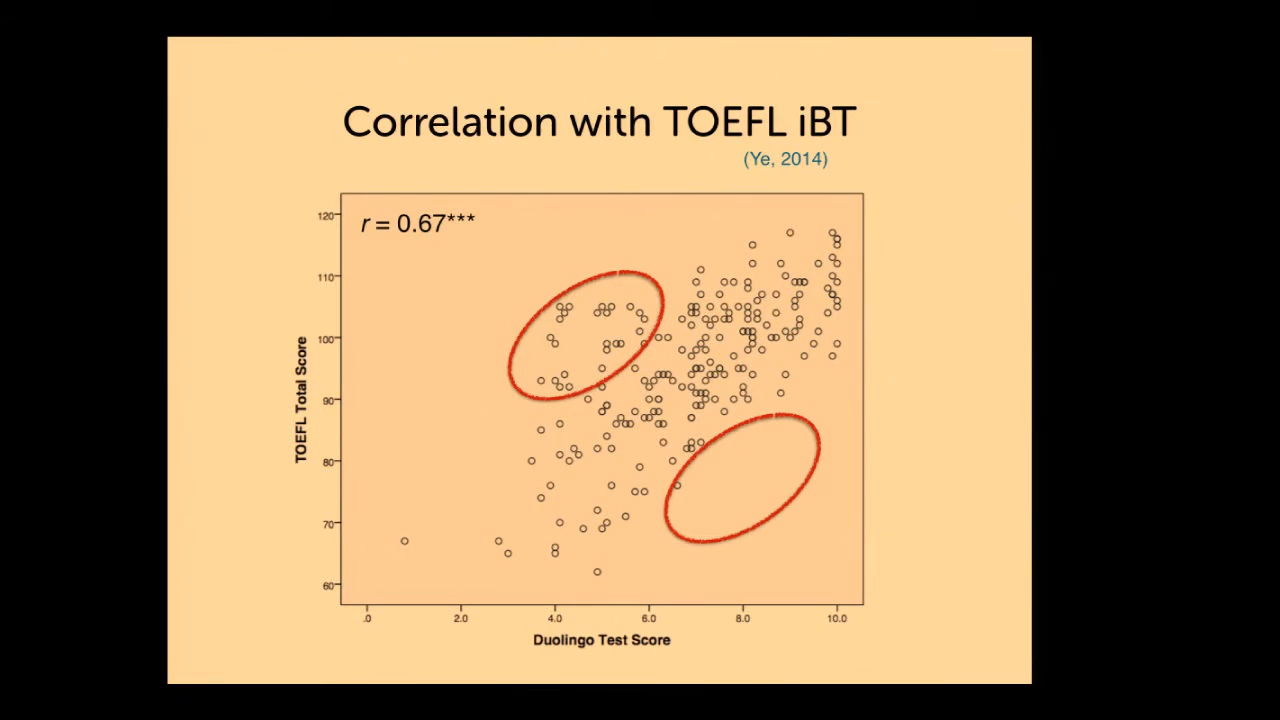 Correlation with TOEFL iBT
(Ye, 2014)
r = 0.67***
120
110
100
90
80
70
60
TOEFL Total Score
.0 2.0 4.0 6.0 8.0 10.0
Duolingo Test Score